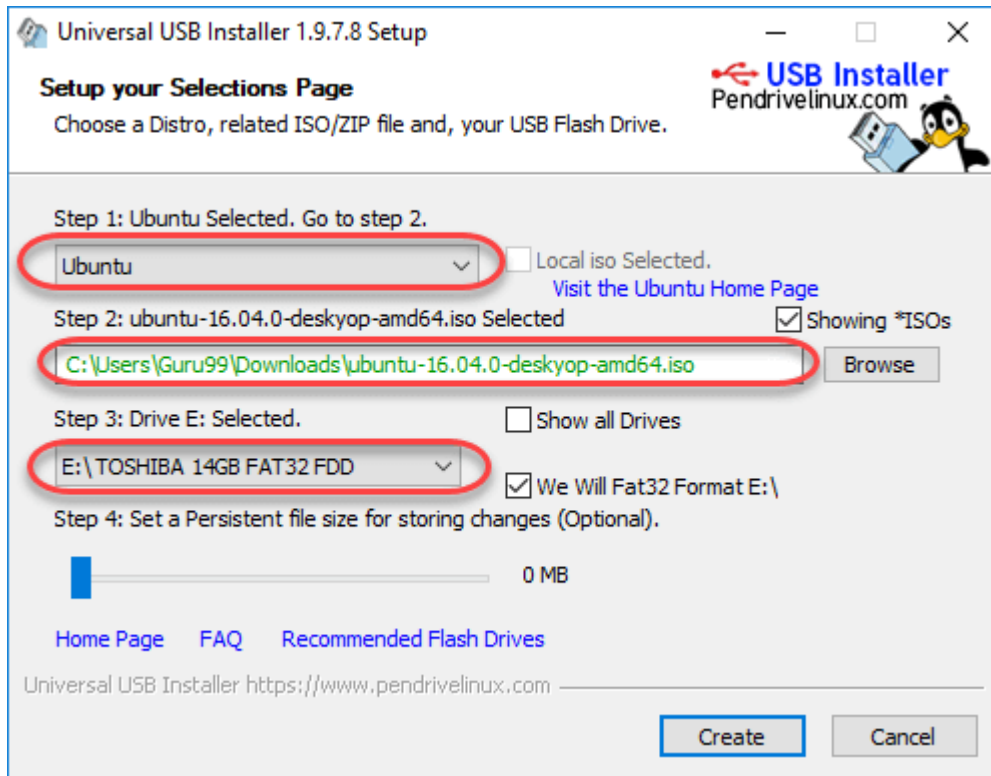 Universal USB Installer 1.9.7.8 Setup
USB Installer
Pendrivelinux.com
Setup your Selections Page
Choose a Distro, related ISO/ZIP file and, your USB Flash Drive.
Step 1: Ubuntu Selected. Go to step 2.
Ubuntu
Local iso Selected.
Visit the Ubuntu Home Page
Step 2: ubuntu-16.04.0-deskyop-amd64.iso Selected
Showing *ISOs
C:\Users\Guru99\Downloads\ubuntu-16.04.0-deskyop-amd64.iso
Browse
Step 3: Drive E: Selected.
Show all Drives
E:\ TOSHIBA 14GB FAT32 FDD
We Will Fat32 Format E:\
Step 4: Set a Persistent file size for storing changes (Optional).
0 MB
Home Page FAQ Recommended Flash Drives
Universal USB Installer https://www.pendrivelinux.com
Create Cancel